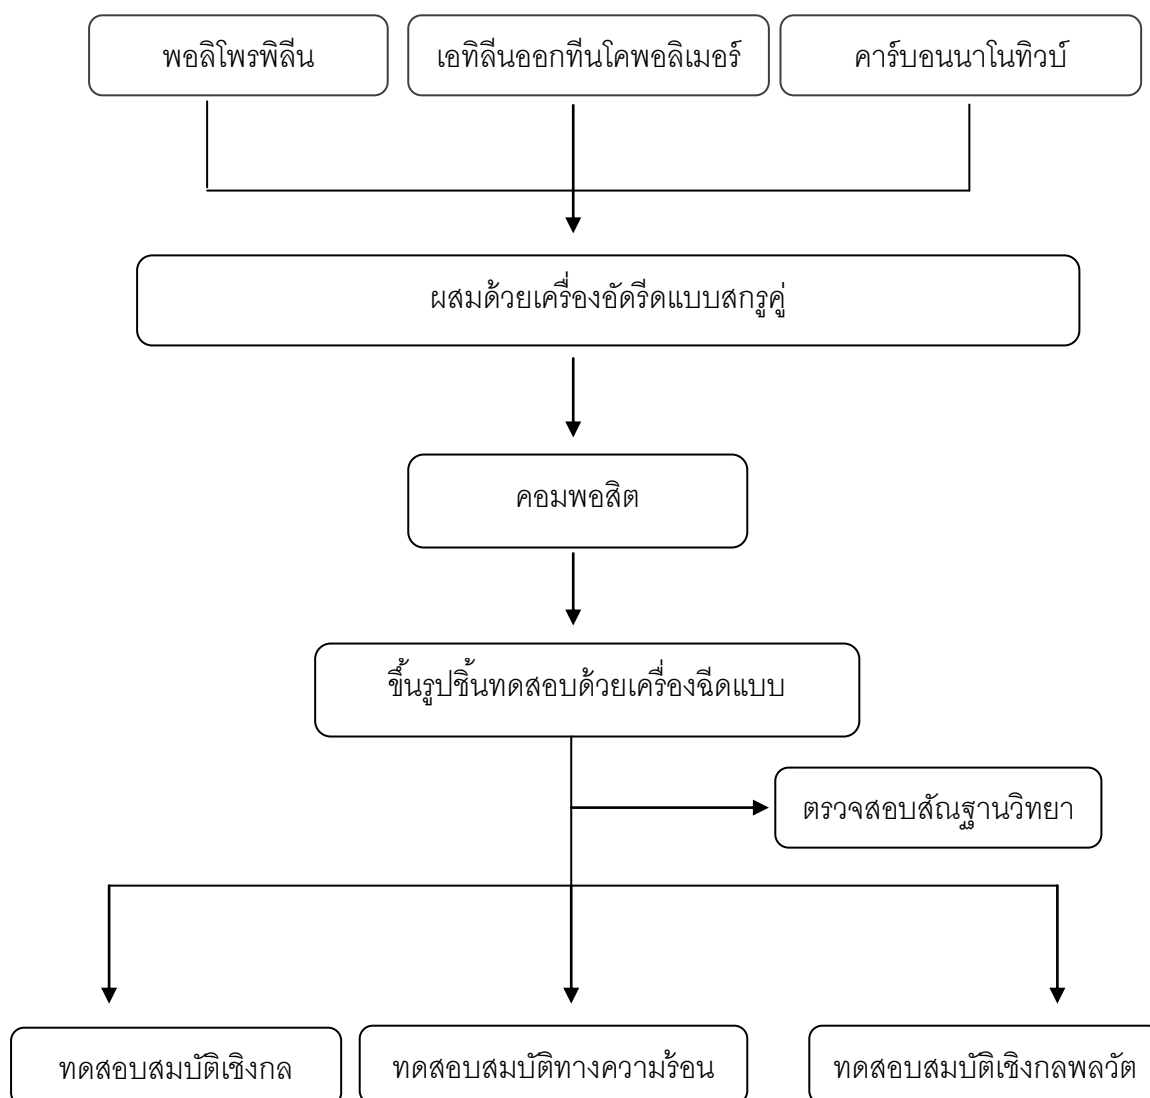 พอลิโพรพิลีน
เอทิลีนออกทีนโคพอลิเมอร์
คาร์บอนนาโนทิวบ์
ผสมด้วยเครื่องอัดรีดแบบสกรูคู่
คอมพอสิต
ขึ้นรูปชิ้นทดสอบด้วยเครื่องฉีดแบบ
ตรวจสอบสัณฐานวิทยา
ทดสอบสมบัติเชิงกล
ทดสอบสมบัติทางความร้อน
ทดสอบสมบัติเชิงกลพลวัต